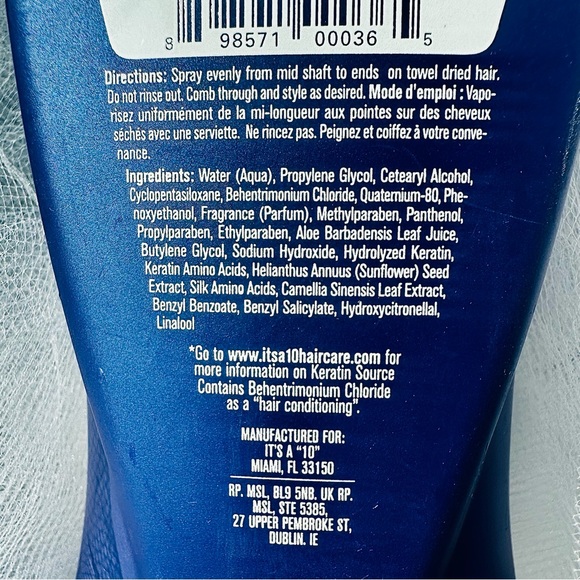 8 98571 00036 5
Directions: Spray evenly from mid shaft to ends on towel dried hair.
Do not rinse out. Comb through and style as desired. Mode d'emploi : Vapo-
risez uniformément de la mi-longueur aux pointes sur des cheveux
séchés avec une serviette. Ne rincez pas. Peignez et coiffez à votre conve-
nance.
Ingredients: Water (Aqua), Propylene Glycol, Cetearyl Alcohol,
Cyclopentasiloxane, Behentrimonium Chloride, Quaternium-80, Phe-
noxyethanol, Fragrance (Parfum), Methylparaben, Panthenol,
Propylparaben, Ethylparaben, Aloe Barbadensis Leaf Juice,
Butylene Glycol, Sodium Hydroxide, Hydrolyzed Keratin,
Keratin Amino Acids, Helianthus Annuus (Sunflower) Seed
Extract, Silk Amino Acids, Camellia Sinensis Leaf Extract,
Benzyl Benzoate, Benzyl Salicylate, Hydroxycitronellal,
Linalool
*Go to www.itsa10haircare.com for
more information on Keratin Source
Contains Behentrimonium Chloride
as a "hair conditioning".
MANUFACTURED FOR:
IT'S A "10"
MIAMI, FL 33150
RP. MSL, BL9 5NB. UK RP.
MSL, STE 5385,
27 UPPER PEMBROKE ST,
DUBLIN. IE